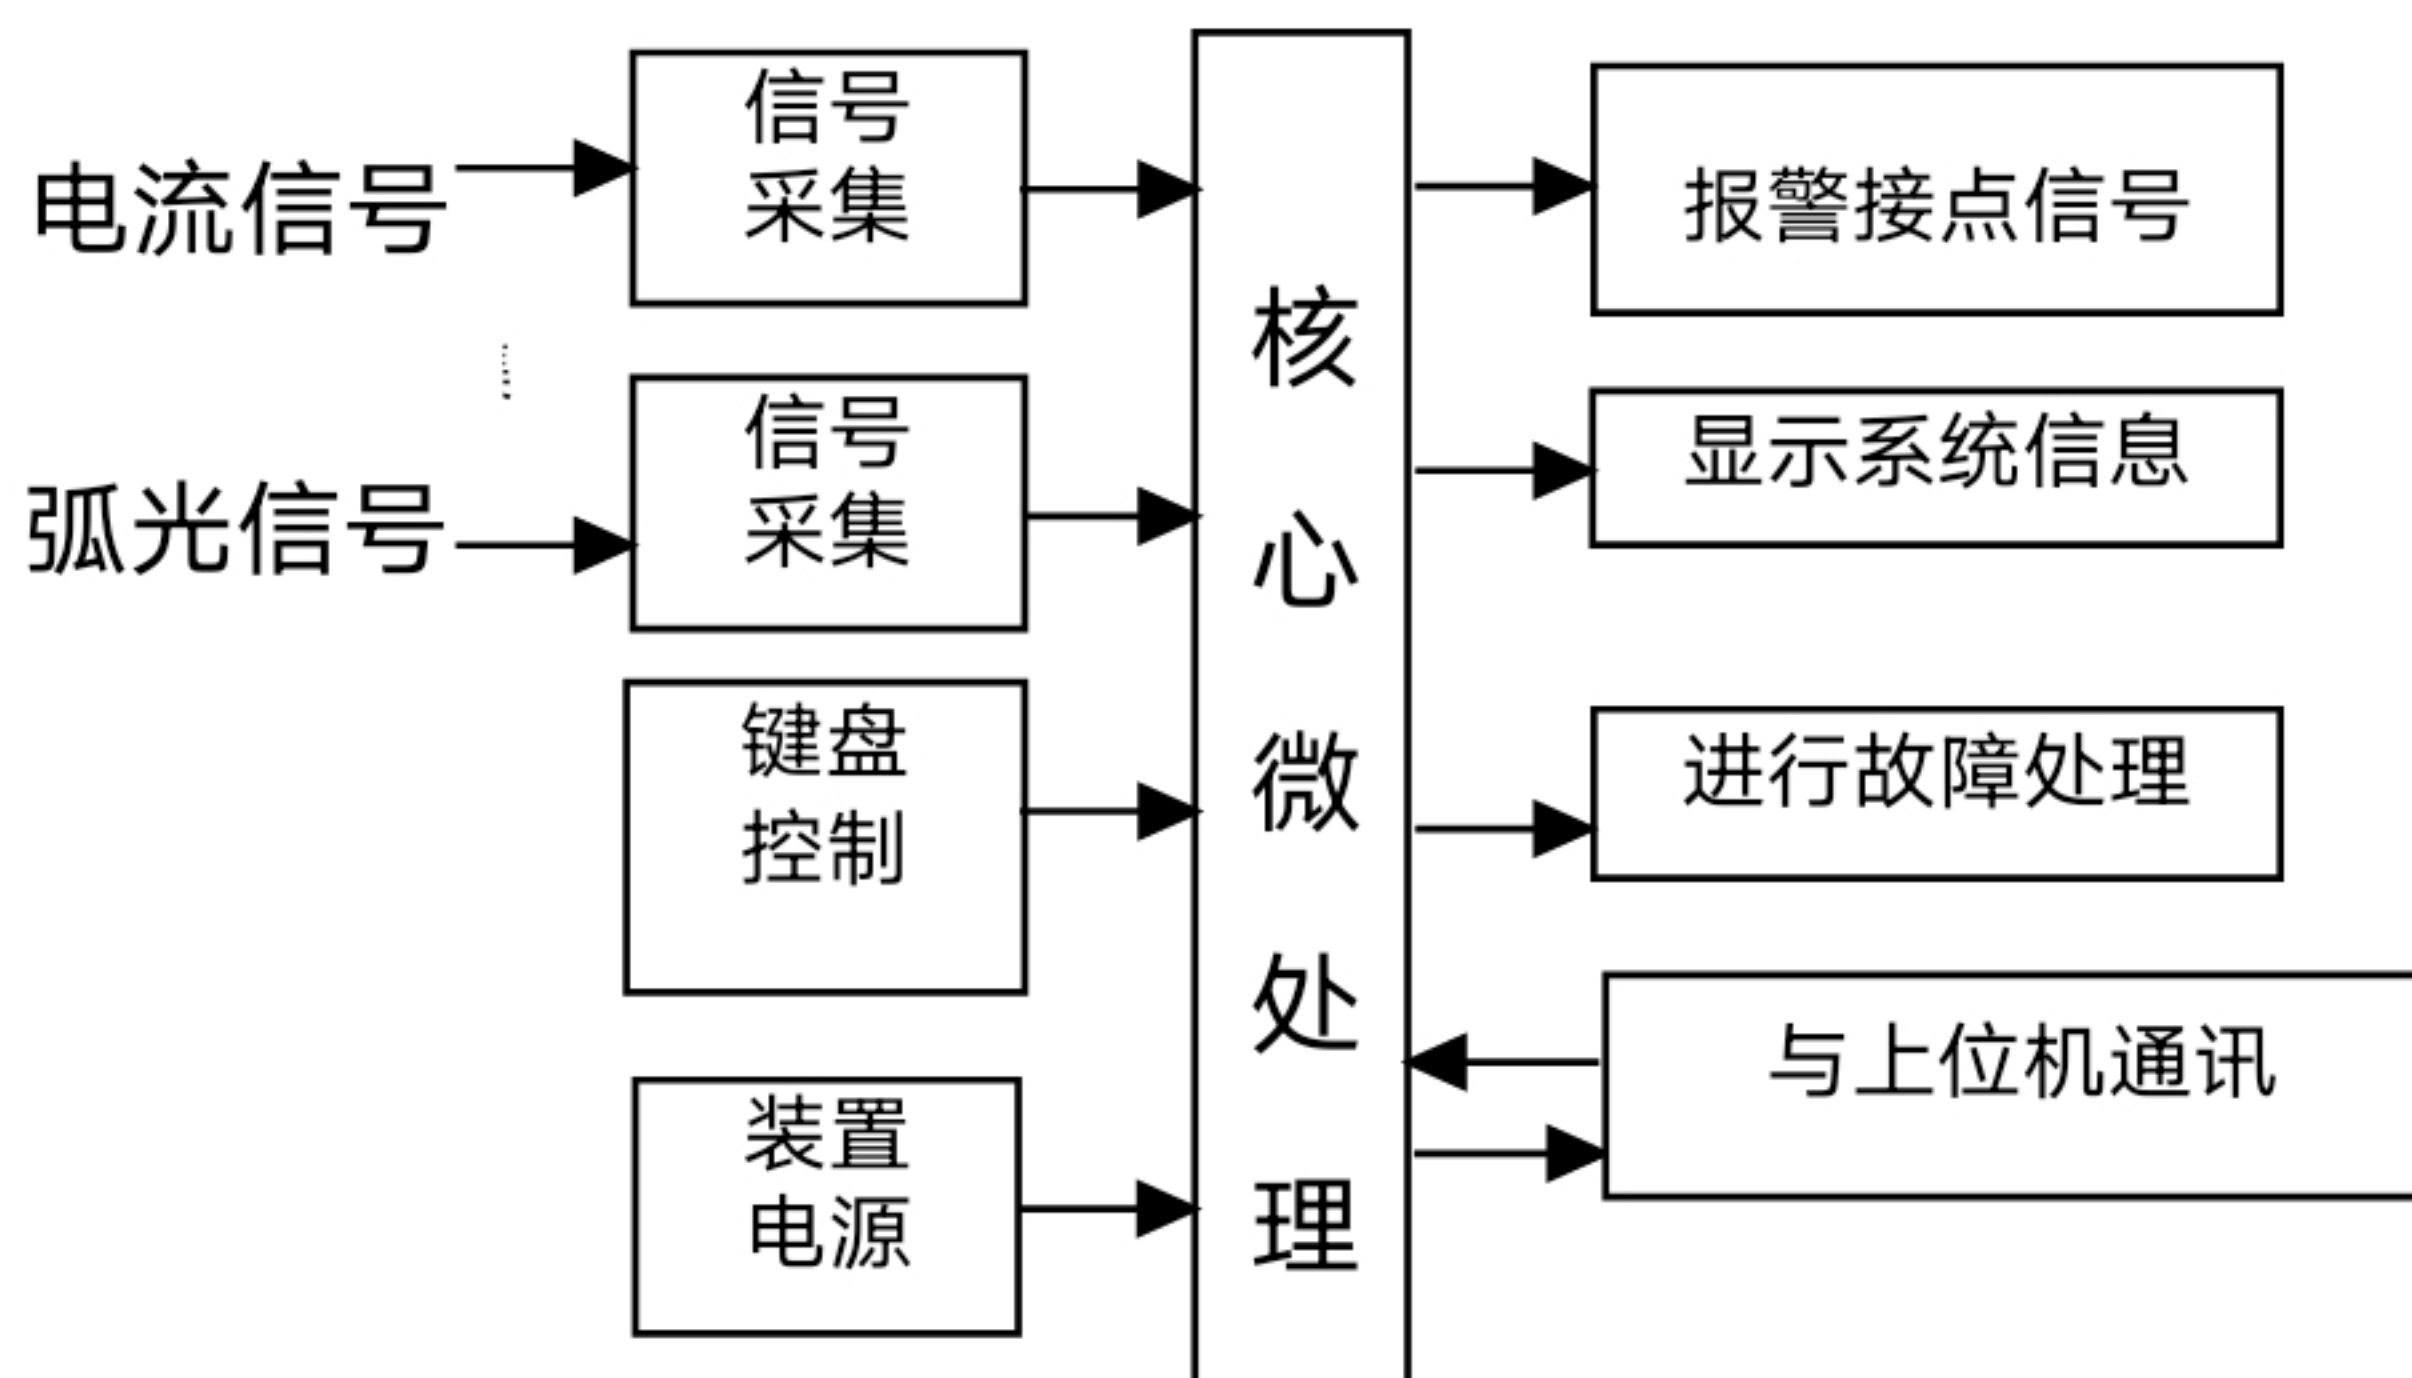 电流信号
信号
采集
弧光信号
信号
采集
键盘
控制
装置
电源
核
心
微
处
理
报警接点信号
显示系统信息
进行故障处理
与上位机通讯